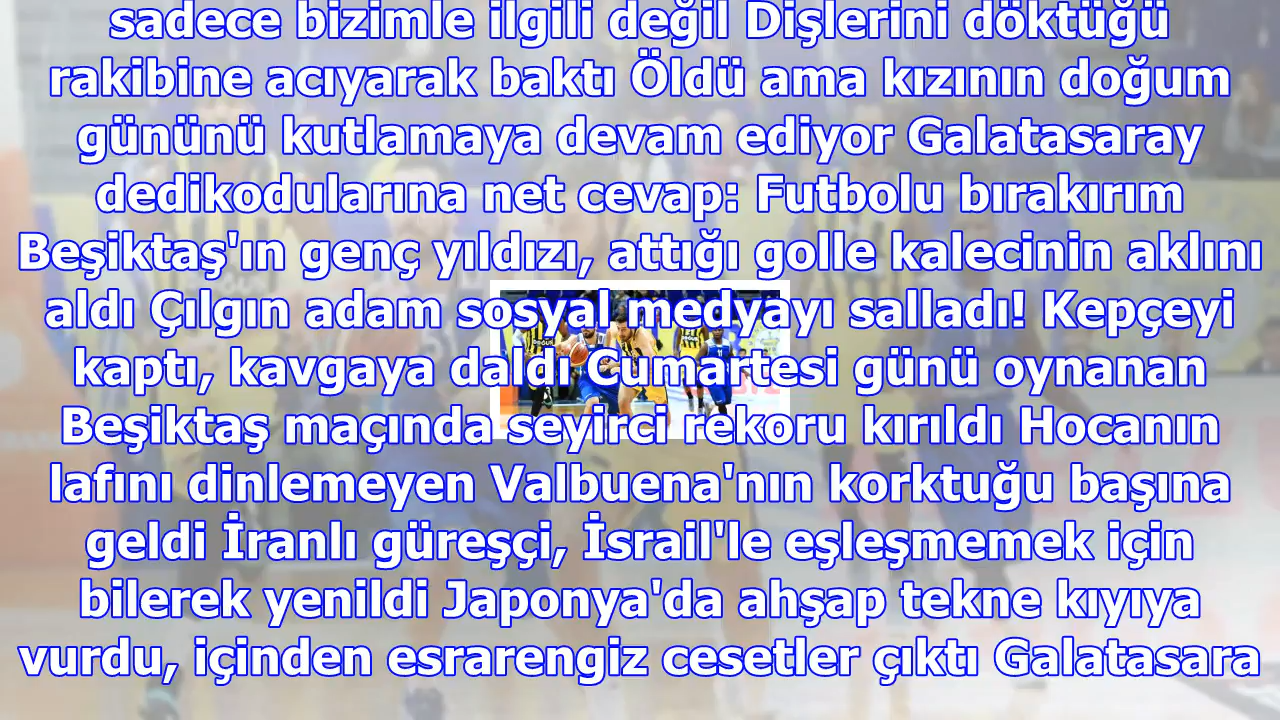 sadece bizimle ilgili değil Dişlerini döktüğü
rakibine acıyarak baktı Öldü ama kızının doğum
gününü kutlamaya devam ediyor Galatasaray
dedikodularına net cevap: Futbolu bırakırım
Beşiktaş'ın genç yıldızı, attığı golle kalecinin aklını
aldı Çılgın adam sosyal medyayı salladı! Kepçeyi
kaptı, kavgaya daldı Cumartesi günü oynanan
Beşiktaş maçında seyirci rekoru kırıldı Hocanın
lafını dinlemeyen Valbuena'nın korktuğu başına
geldi İranlı güreşçi, İsrail'le eşleşmemek için
bilerek yenildi Japonya'da ahşap tekne kıyıya
vurdu, içinden esrarengiz cesetler çıktı Galatasara